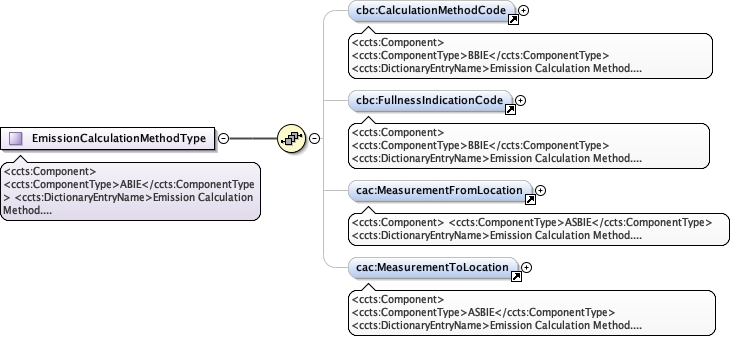 cbc:CalculationMethodCode
<ccts:Component>
<ccts:ComponentType>BBIE</ccts:ComponentType>
<ccts:DictionaryEntryName>Emission Calculation Method....
cbc:FullnessIndicationCode
<ccts:Component>
<ccts:ComponentType>BBIE</ccts:ComponentType>
<ccts:DictionaryEntryName>Emission Calculation Method....
EmissionCalculationMethodType
<ccts:Component>
<ccts:ComponentType>ABIE</ccts:ComponentType
> <ccts:DictionaryEntryName>Emission Calculation
Method....
cac:MeasurementFromLocation
<ccts:Component> <ccts:ComponentType>ASBIE</ccts:ComponentType>
<ccts:DictionaryEntryName>Emission Calculation Method....
cac:MeasurementToLocation
<ccts:Component>
<ccts:ComponentType>ASBIE</ccts:ComponentType>
<ccts:DictionaryEntryName>Emission Calculation Method....